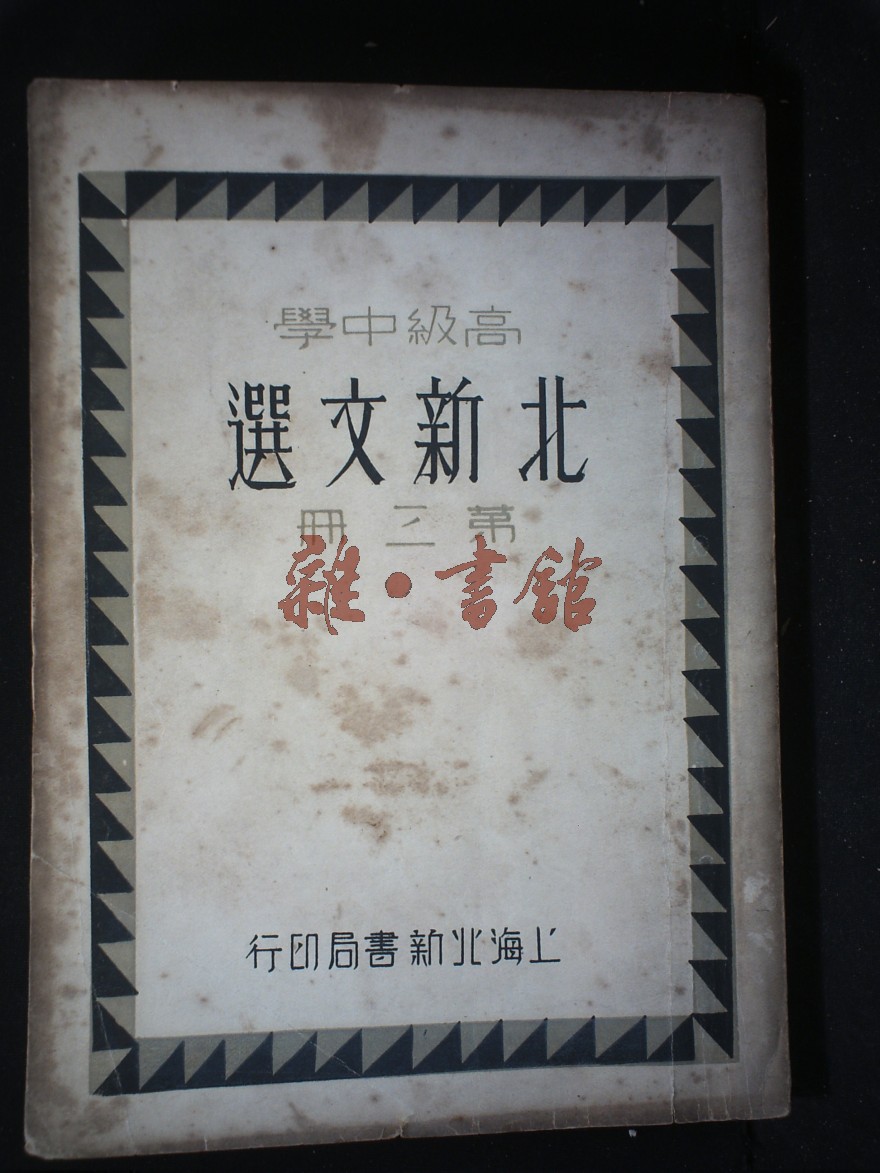 高級中學
北新文選
第三冊
雜·書館
上海北新書局印行